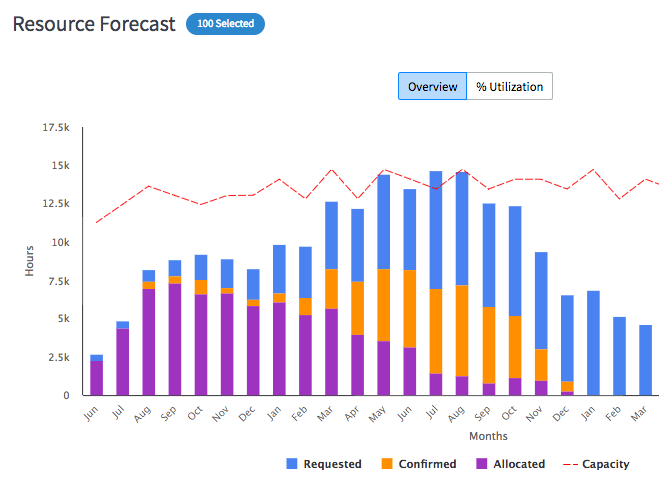 Resource Forecast 100 Selected
Overview % Utilization
17.5k
15k
12.5k
10k
7.5k
5k
2.5k
0
Hours
Jun Jul Aug Sep Oct Nov Dec Jan Feb Mar Apr May Jun Jul Aug Sep Oct Nov Dec Jan Feb Mar
Months
Requested Confirmed Allocated Capacity